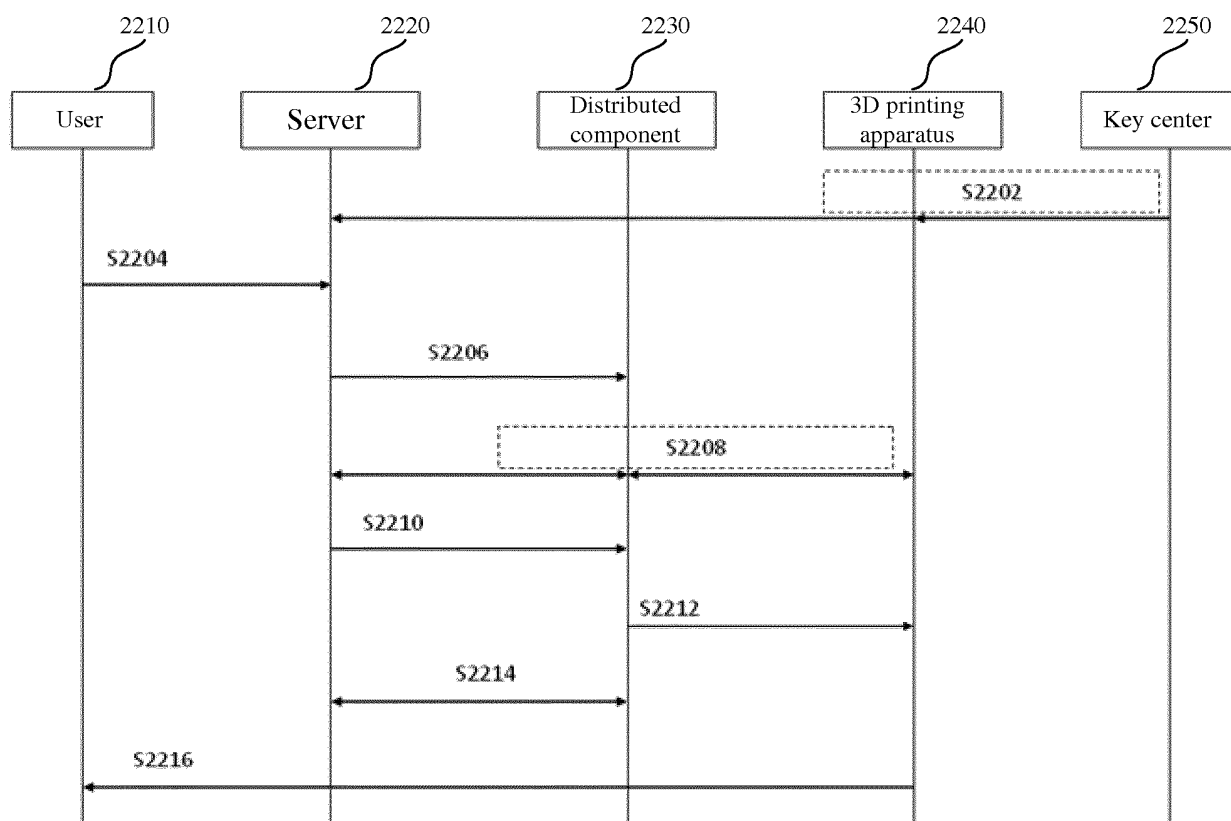 2210
2220
2230
2240
2250
User
Server
Distributed
component
3D printing
apparatus
Key center
S2202
S2204
S2206
S2208
S2210
S2212
S2214
S2216